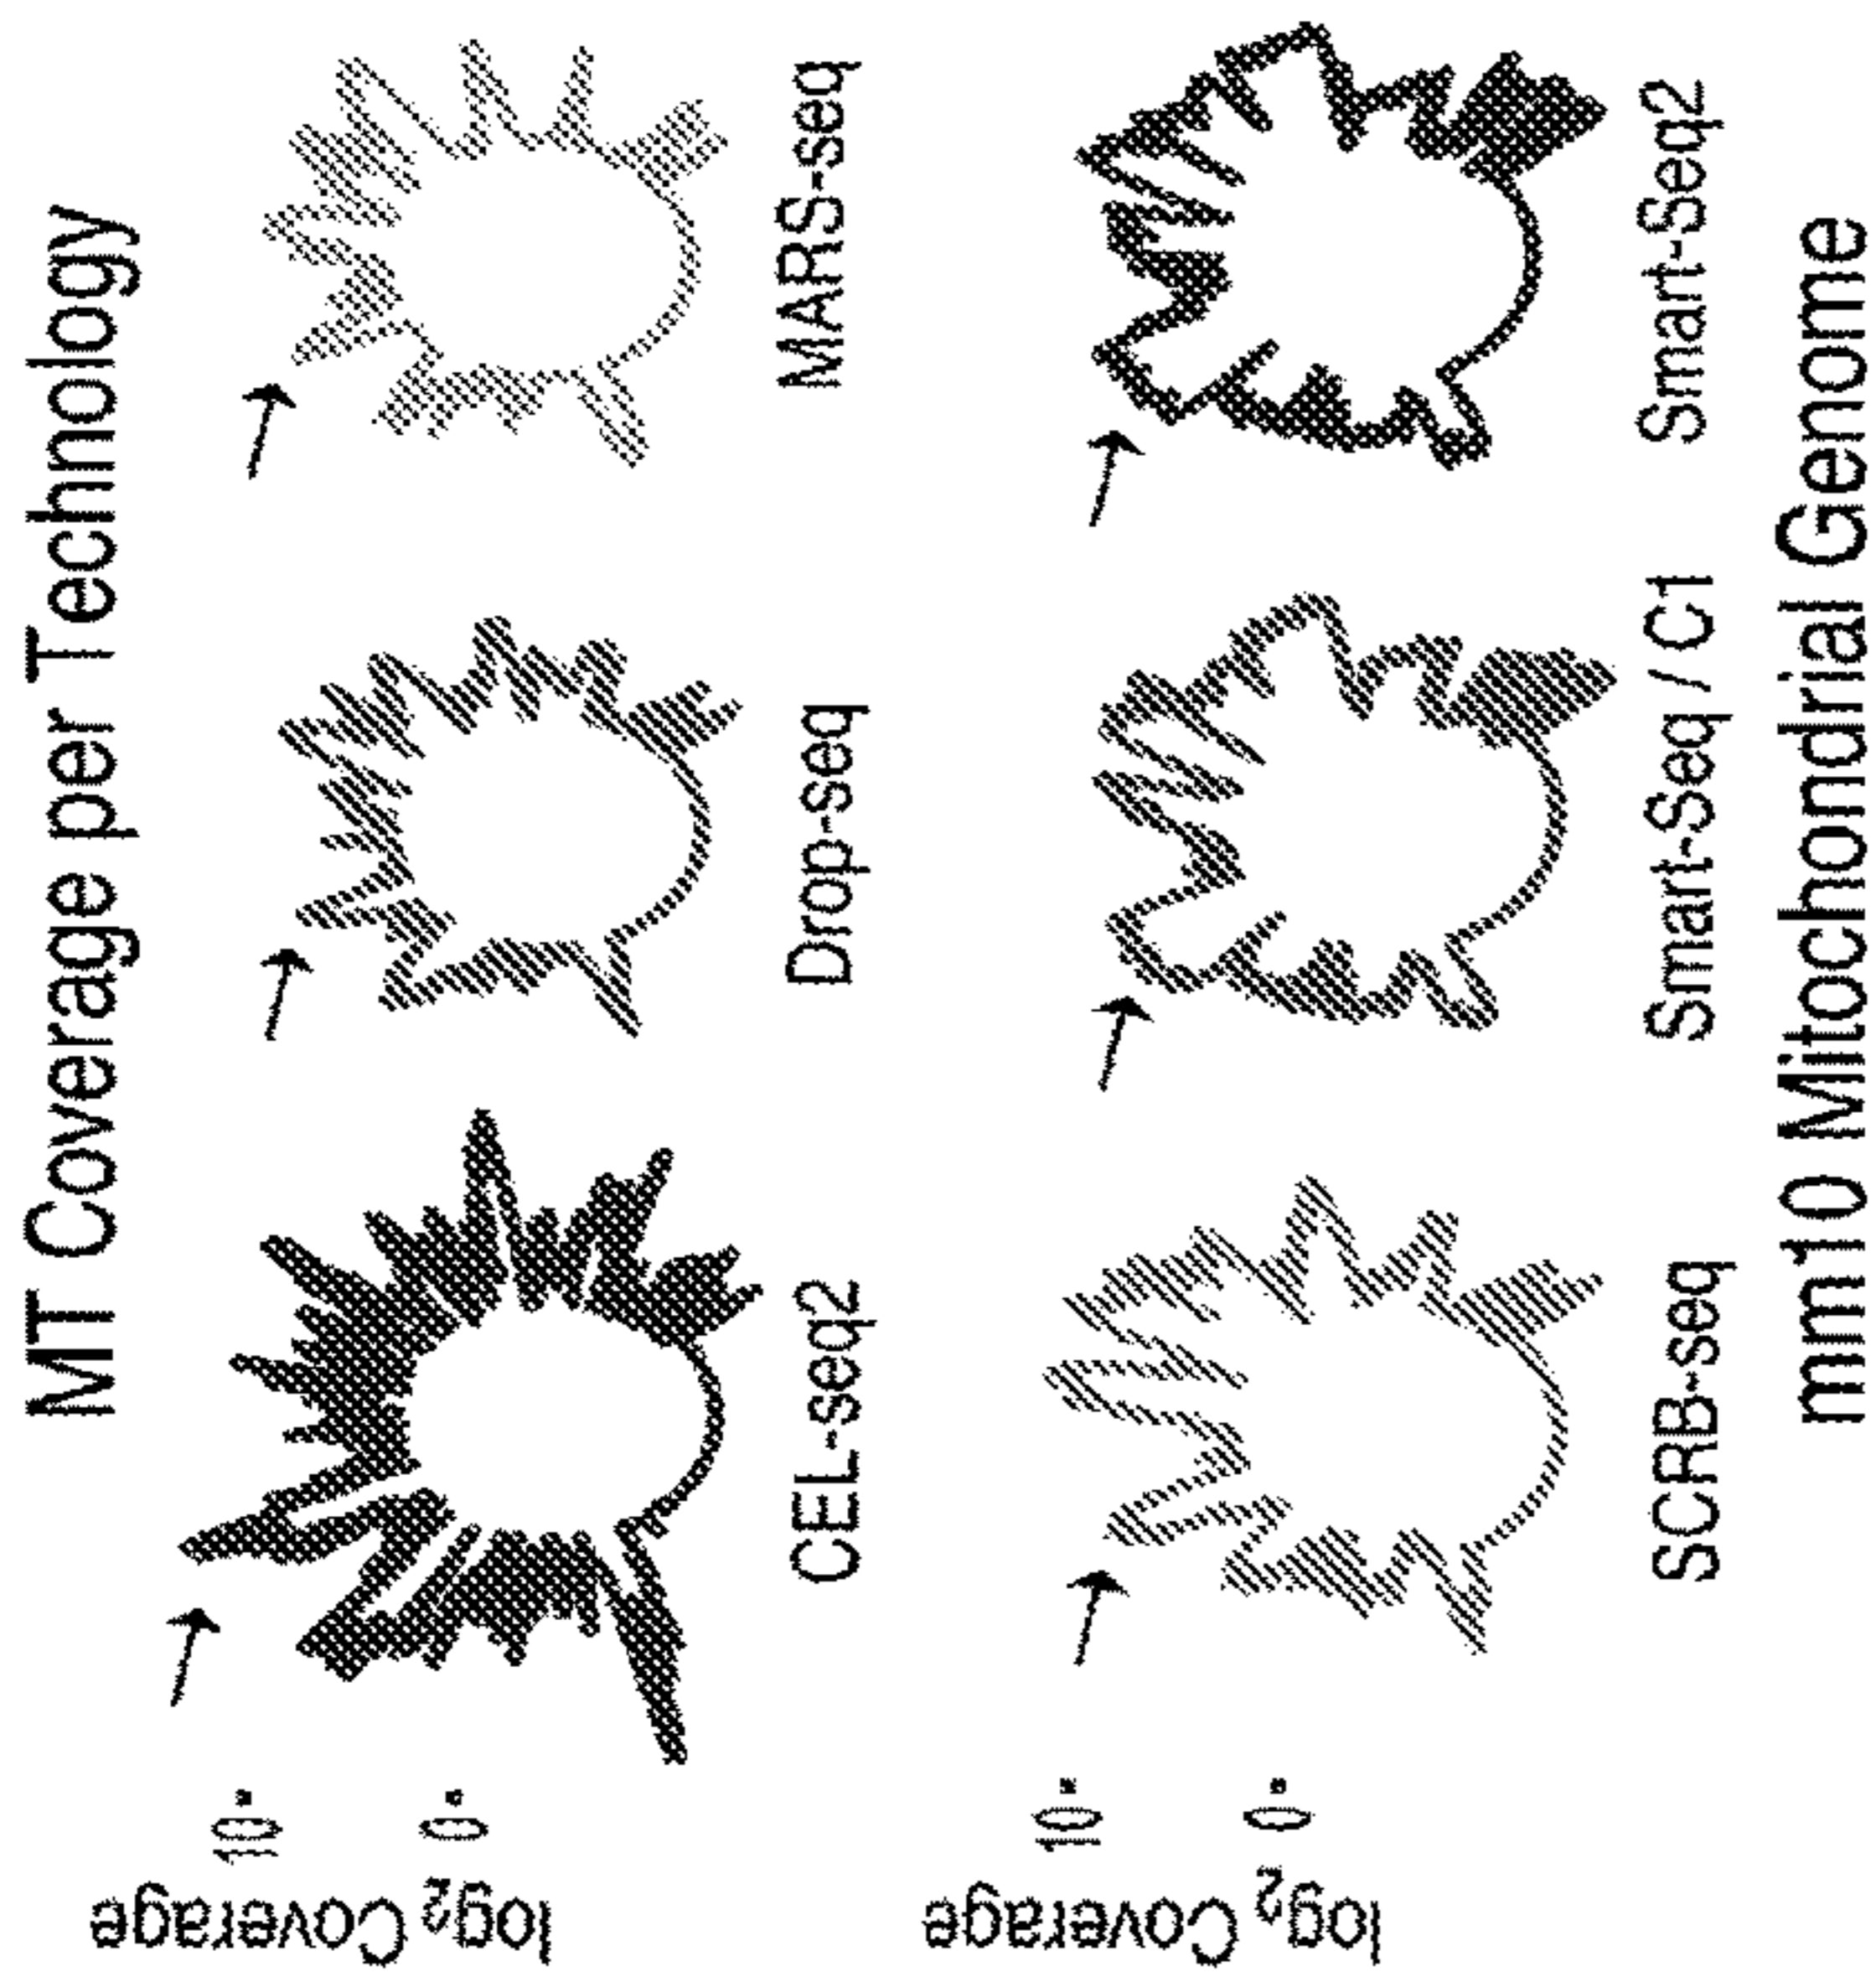 MT Coverage per Technology
log₂ Coverage
10
0
CEL-seq2
Drop-seq
MARS-seq
log₂ Coverage
10
0
SCRB-seq
Smart-Seq / C1
Smart-Seq2
mm10 Mitochondrial Genome